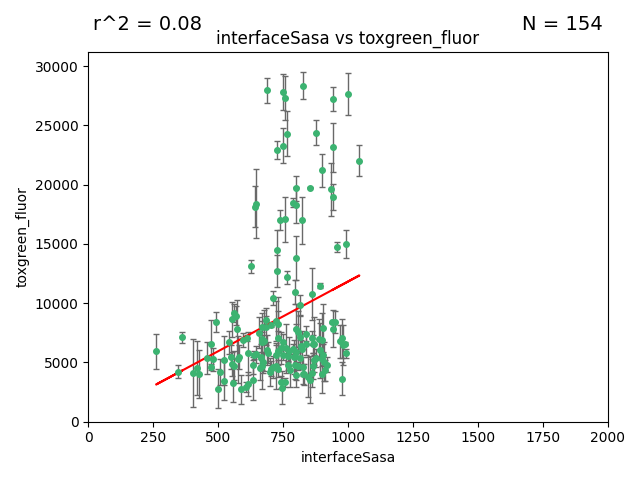 r^2 = 0.08
N = 154
interfaceSasa vs toxgreen_fluor
30000
25000
20000
15000
10000
5000
0
toxgreen_fluor
0 250 500 750 1000 1250 1500 1750 2000
interfaceSasa